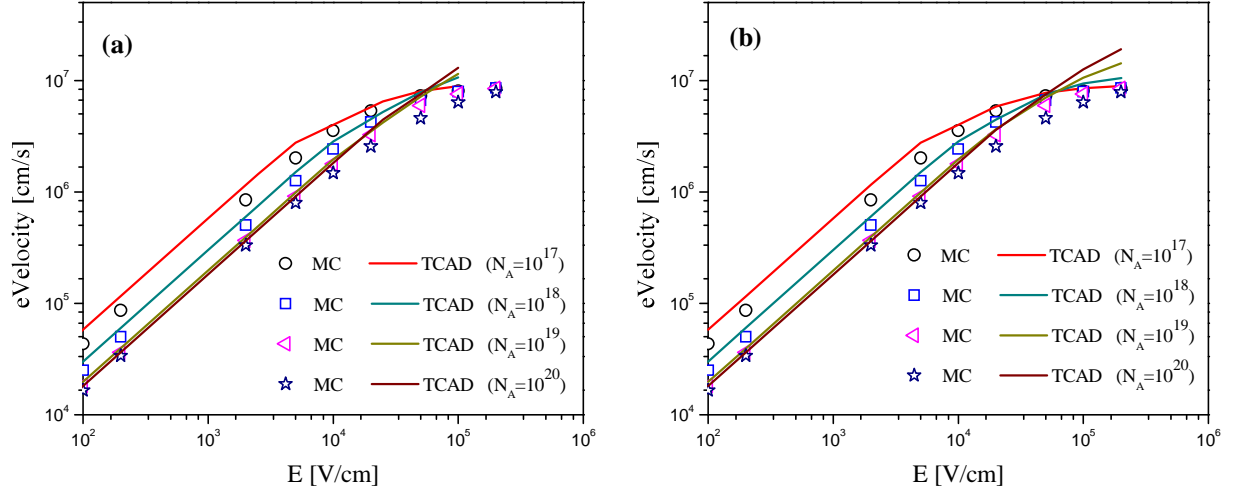 (a)
eVelocity [cm/s]
10^7
10^6
10^5
10^4
MC TCAD (N_A=10^17)
MC TCAD (N_A=10^18)
MC TCAD (N_A=10^19)
MC TCAD (N_A=10^20)
10^2 10^3 10^4 10^5 10^6
E [V/cm]
(b)
eVelocity [cm/s]
10^7
10^6
10^5
10^4
MC TCAD (N_A=10^17)
MC TCAD (N_A=10^18)
MC TCAD (N_A=10^19)
MC TCAD (N_A=10^20)
10^2 10^3 10^4 10^5 10^6
E [V/cm]